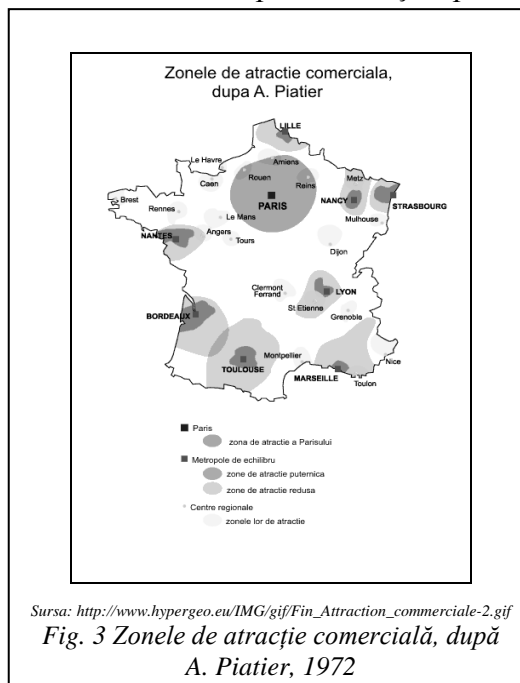 Zonele de atractie comerciala,
dupa A. Piatier
LILLE
Le Havre
Amiens
Caen
Rouen
Reins
Metz
PARIS
NANCY
STRASBOURG
Brest
Rennes
Le Mans
Mulhouse
Angers
NANTES
Tours
Dijon
Clermont
Ferrand
LYON
St Etienne
BORDEAUX
Grenoble
Montpellier
TOULOUSE
Nice
MARSEILLE
Toulon
Paris
zona de atractie a Parisului
Metropole de echilibru
zone de atractie puternica
zone de atractie redusa
Centre regionale
zonele lor de atractie
Sursa: http://www.hypergeo.eu/IMG/gif/Fin_Attraction_commerciale-2.gif
Fig. 3 Zonele de atracție comercială, după
A. Piatier, 1972